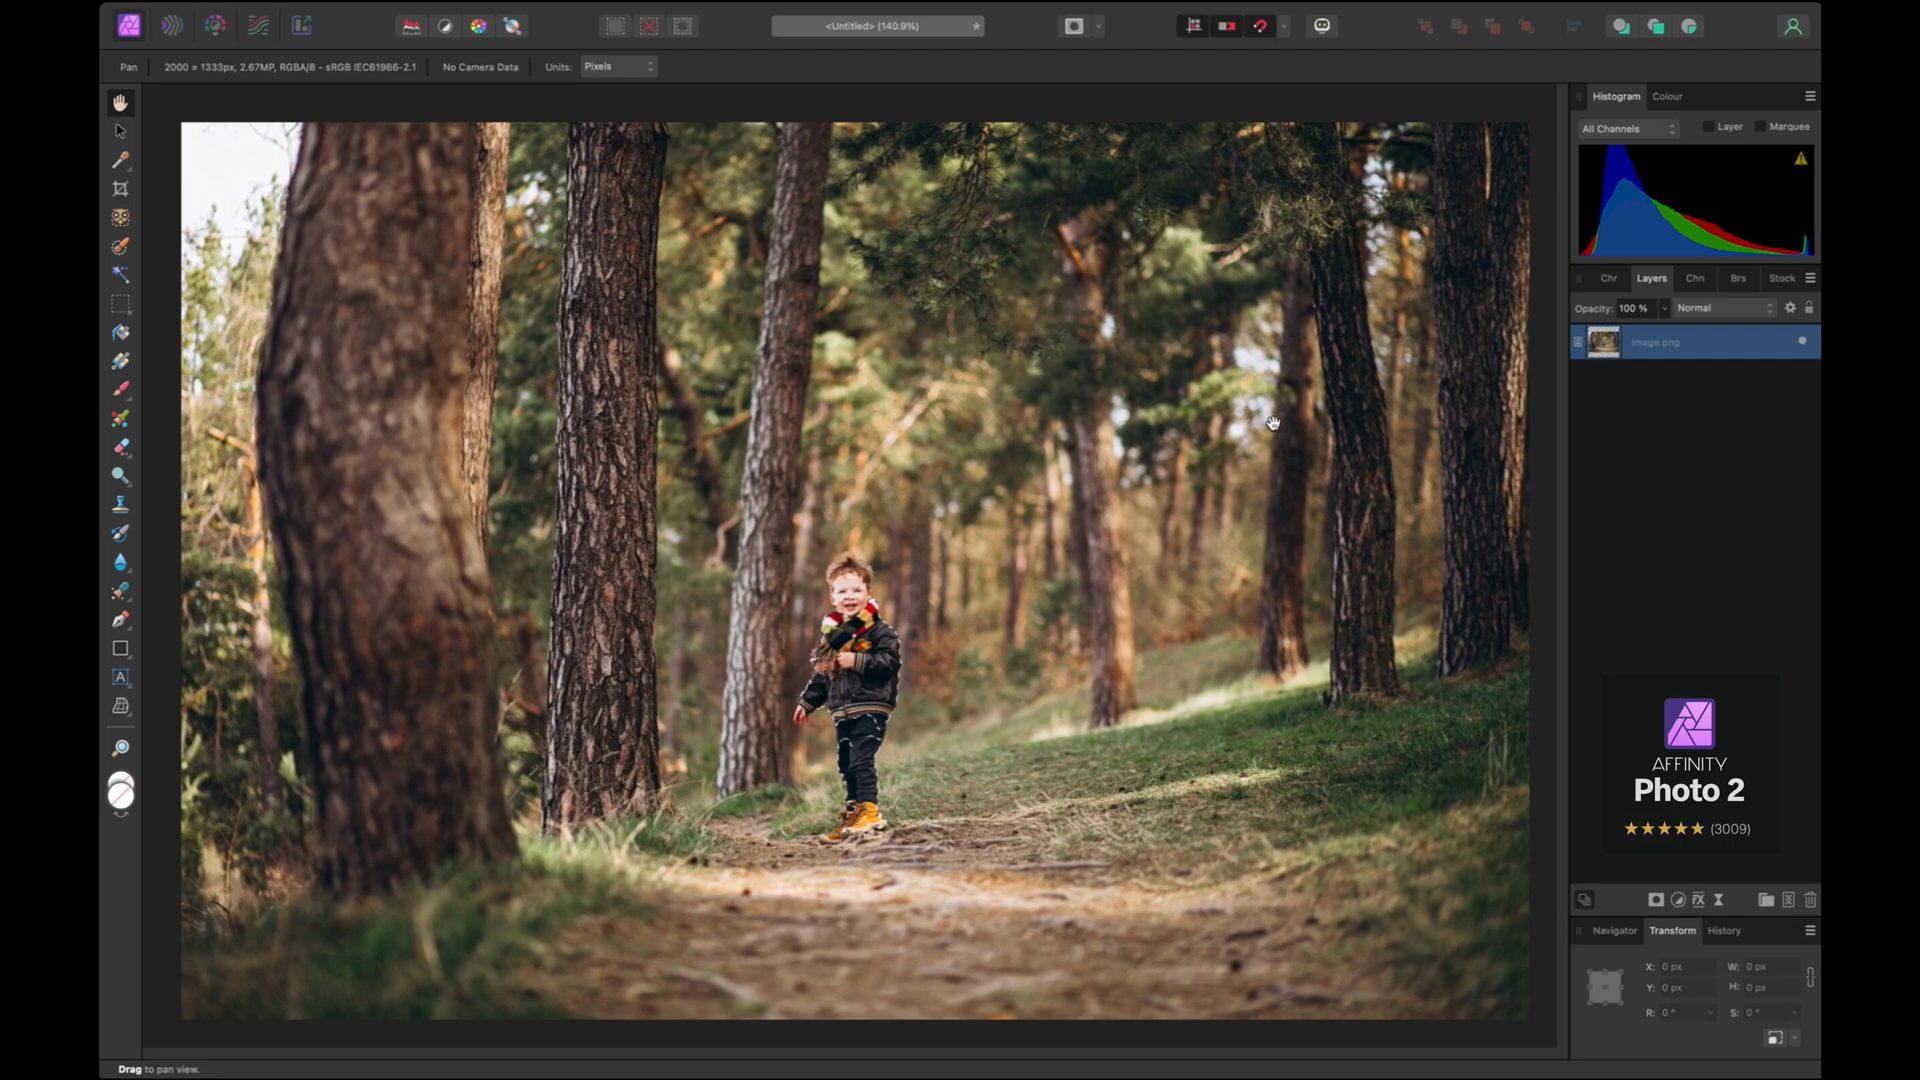 <Untitled> (140.9%)
*
Pan
2000 × 1333px, 2.67MP, RGBA/8 - sRGB IEC61966-2.1
No Camera Data
Units:
Pixels
Histogram
Colour
All Channels
Layer
Marquee
Chr
Layers
Chn
Brs
Stock
Opacity:
100 %
Normal
Image.png
A
AFFINITY
Photo 2
★★★★★ (3009)
FX
Navigator
Transform
History
X: 0 px
W: 0 px
Y: 0 px
H: 0 px
R: 0 °
S: 0 °
Drag to pan view.